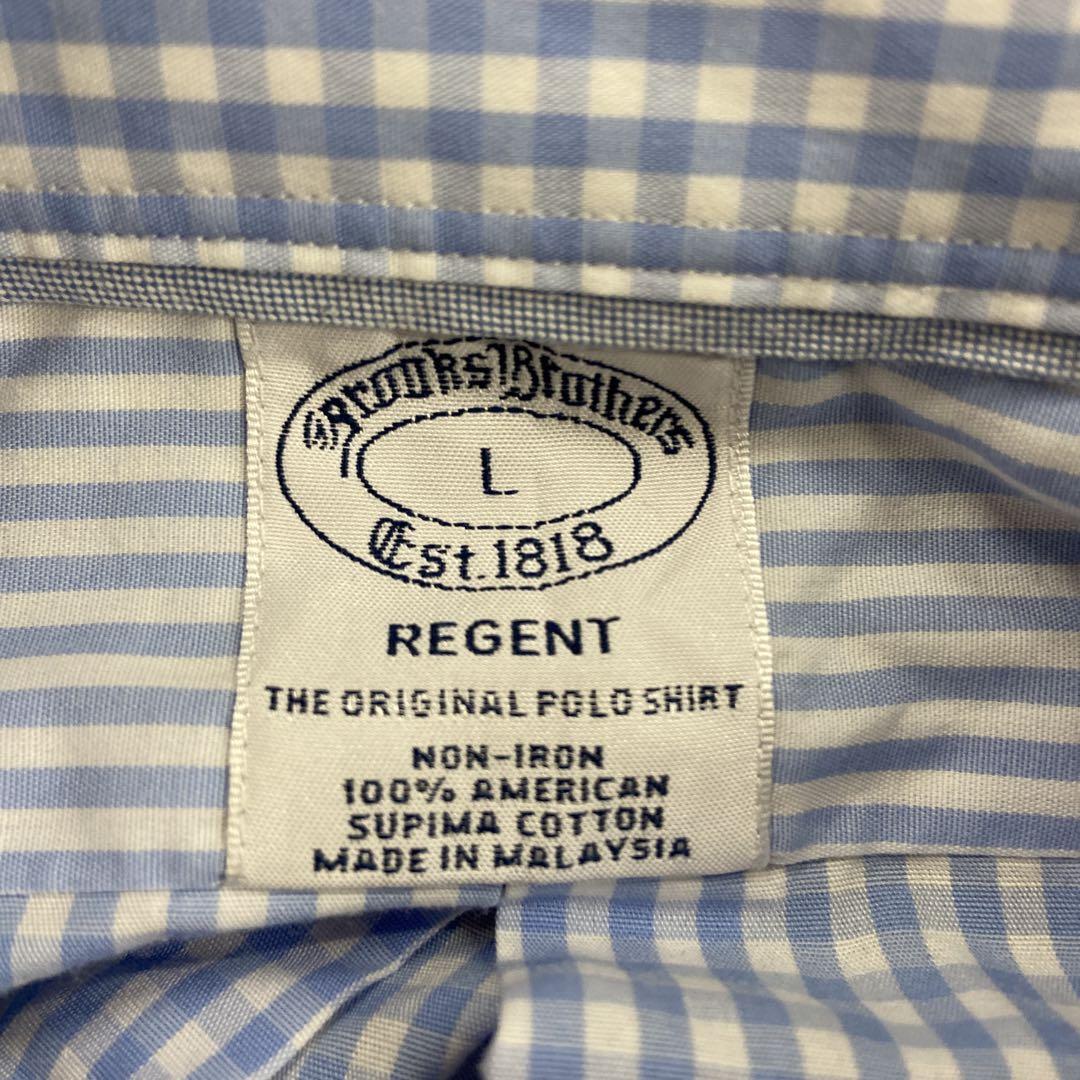 Brooks Brothers
L
Est. 1818
REGENT
THE ORIGINAL POLO SHIRT
NON-IRON
100% AMERICAN
SUPIMA COTTON
MADE IN MALAYSIA